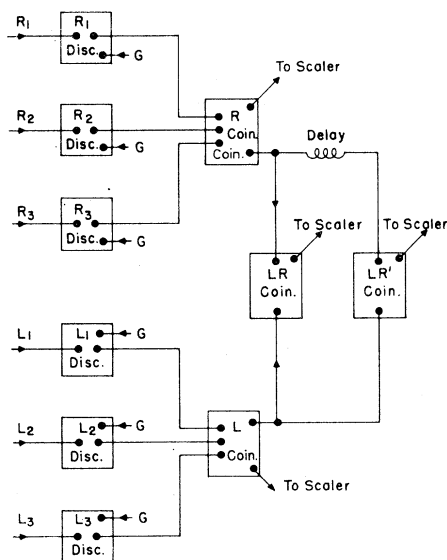 R1
R1
Disc.
G
R2
R2
Disc.
G
R3
R3
Disc.
G
R
Coin.
Coin.
To Scaler
Delay
To Scaler
LR
Coin.
To Scaler
LR'
Coin.
L1
L1
G
Disc.
L2
L2
G
Disc.
L3
L3
G
Disc.
L
Coin.
To Scaler